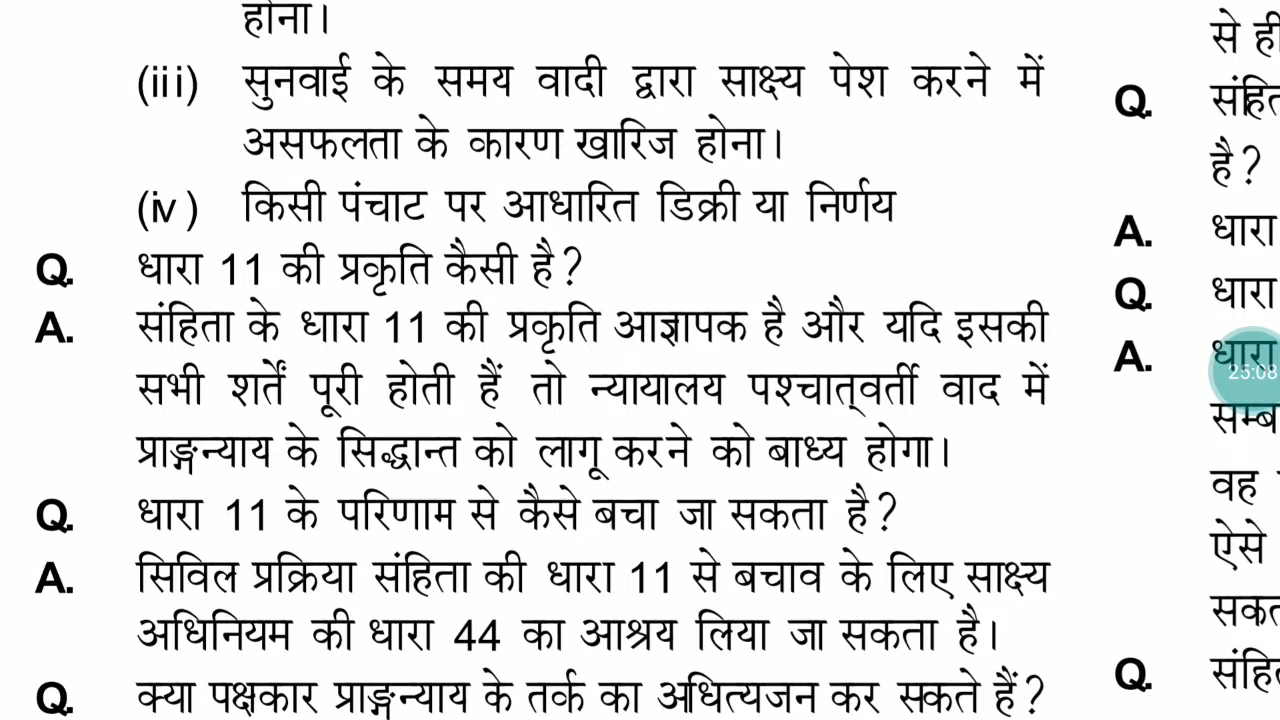 होना।
(iii) सुनवाई के समय वादी द्वारा साक्ष्य पेश करने में
असफलता के कारण खारिज होना।
(iv) किसी पंचाट पर आधारित डिक्री या निर्णय
Q. धारा 11 की प्रकृति कैसी है?
A. संहिता के धारा 11 की प्रकृति आज्ञापक है और यदि इसकी
सभी शर्तें पूरी होती हैं तो न्यायालय पश्चात्वर्ती वाद में
प्राङ्गन्याय के सिद्धान्त को लागू करने को बाध्य होगा।
Q. धारा 11 के परिणाम से कैसे बचा जा सकता है?
A. सिविल प्रक्रिया संहिता की धारा 11 से बचाव के लिए साक्ष्य
अधिनियम की धारा 44 का आश्रय लिया जा सकता है।
Q. क्या पक्षकार प्राङ्गन्याय के तर्क का अधित्यजन कर सकते हैं?
से ही
Q.
है?
A. धारा
Q. धारा
A. धारा
25:08
वह
ऐसे
Q.